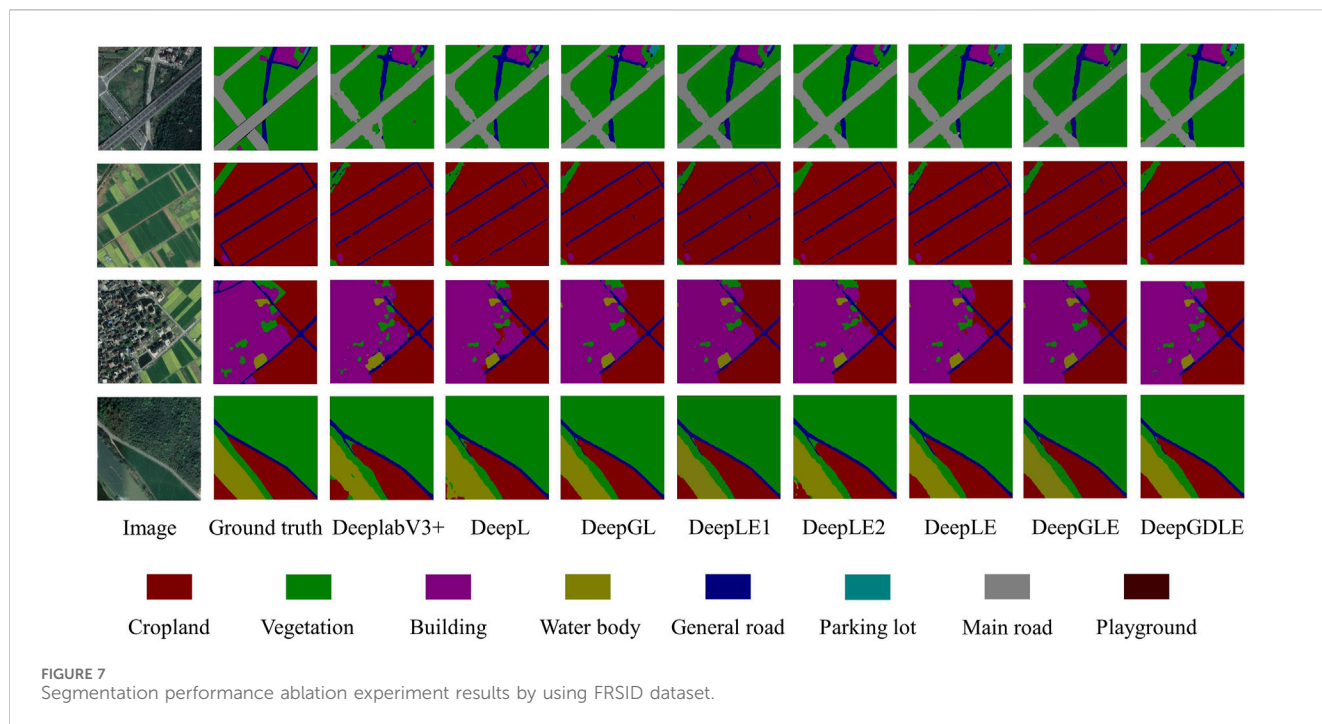 Image Ground truth DeeplabV3+ DeepL DeepGL DeepLE1 DeepLE2 DeepLE DeepGLE DeepGDLE
Cropland Vegetation Building Water body General road Parking lot Main road Playground
FIGURE 7
Segmentation performance ablation experiment results by using FRSID dataset.